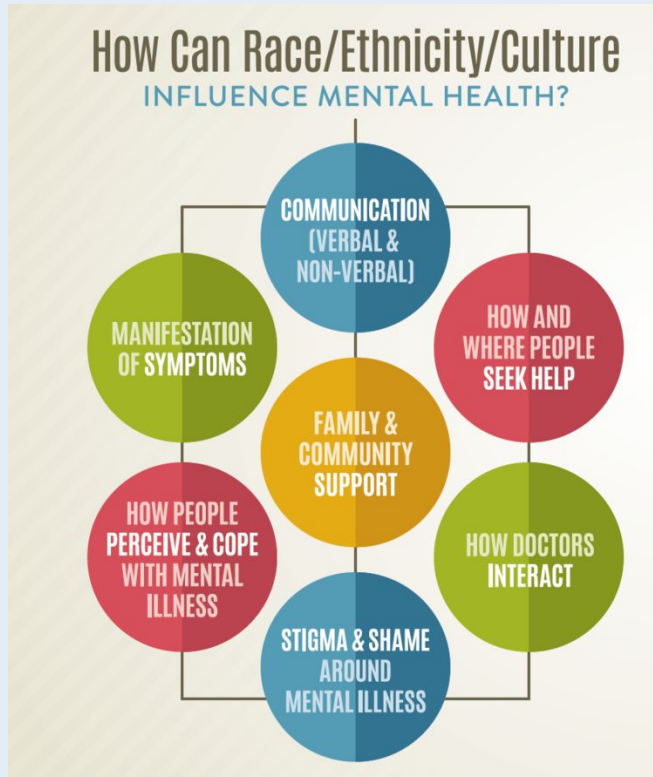 How Can Race/Ethnicity/Culture
INFLUENCE MENTAL HEALTH?
COMMUNICATION
(VERBAL &
NON-VERBAL)
MANIFESTATION
OF SYMPTOMS
HOW AND
WHERE PEOPLE
SEEK HELP
FAMILY &
COMMUNITY
SUPPORT
HOW PEOPLE
PERCEIVE & COPE
WITH MENTAL
ILLNESS
HOW DOCTORS
INTERACT
STIGMA & SHAME
AROUND
MENTAL ILLNESS